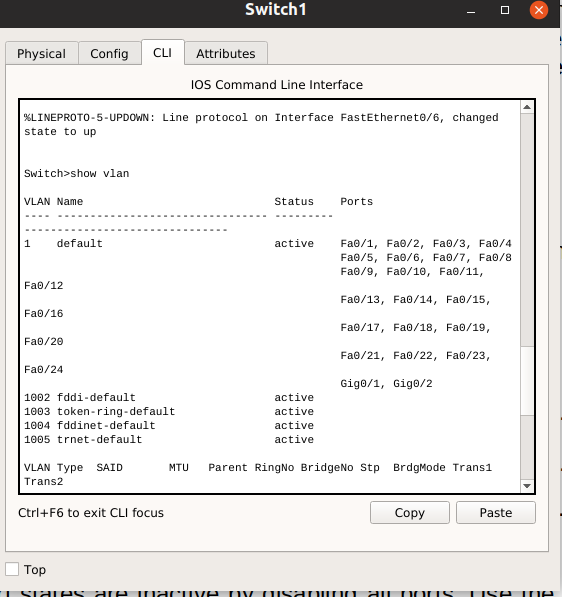 Switch1
Physical Config CLI Attributes
IOS Command Line Interface
%LINEPROTO-5-UPDOWN: Line protocol on Interface FastEthernet0/6, changed
state to up
Switch>show vlan
VLAN Name                             Status    Ports
---- -------------------------------- ---------
-------------------------------
1    default                          active    Fa0/1, Fa0/2, Fa0/3, Fa0/4
                                                Fa0/5, Fa0/6, Fa0/7, Fa0/8
                                                Fa0/9, Fa0/10, Fa0/11,
Fa0/12
                                                Fa0/13, Fa0/14, Fa0/15,
Fa0/16
                                                Fa0/17, Fa0/18, Fa0/19,
Fa0/20
                                                Fa0/21, Fa0/22, Fa0/23,
Fa0/24
                                                Gig0/1, Gig0/2
1002 fddi-default                     active
1003 token-ring-default               active
1004 fddinet-default                  active
1005 trnet-default                    active
VLAN Type  SAID       MTU   Parent RingNo BridgeNo Stp  BrdgMode Trans1
Trans2
Ctrl+F6 to exit CLI focus
Copy Paste
Top
states are inactive by disabling all ports. Use the